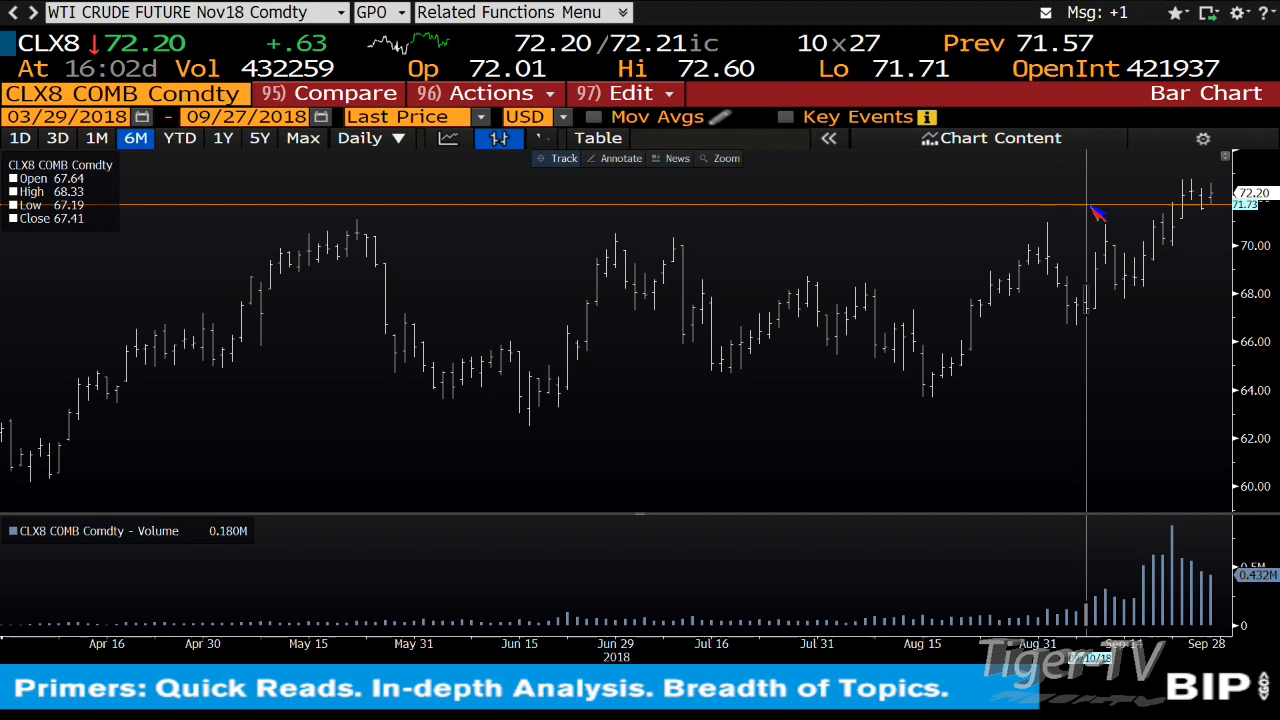 WTI CRUDE FUTURE Nov18 Comdty GPO Related Functions Menu Msg: +1
CLX8 72.20 +.63 72.20/72.21ic 10x27 Prev 71.57
At 16:02d Vol 432259 Op 72.01 Hi 72.60 Lo 71.71 OpenInt 421937
CLX8 COMB Comdty 95) Compare 96) Actions 97) Edit Bar Chart
03/29/2018 - 09/27/2018 Last Price USD Mov Avgs Key Events
1D 3D 1M 6M YTD 1Y 5Y Max Daily Table Chart Content
Track Annotate News Zoom
CLX8 COMB Comdty
Open 67.64
High 68.33
Low 67.19
Close 67.41
72.20
71.73
70.00
68.00
66.00
64.00
62.00
60.00
CLX8 COMB Comdty - Volume 0.180M
0.5M
0.432M
0
Apr 16 Apr 30 May 15 May 31 Jun 15 Jun 29 Jul 16 Jul 31 Aug 15 Aug 31 Sep 14 Sep 28
2018
Tiger-TV
Primers: Quick Reads. In-depth Analysis. Breadth of Topics.
BIP